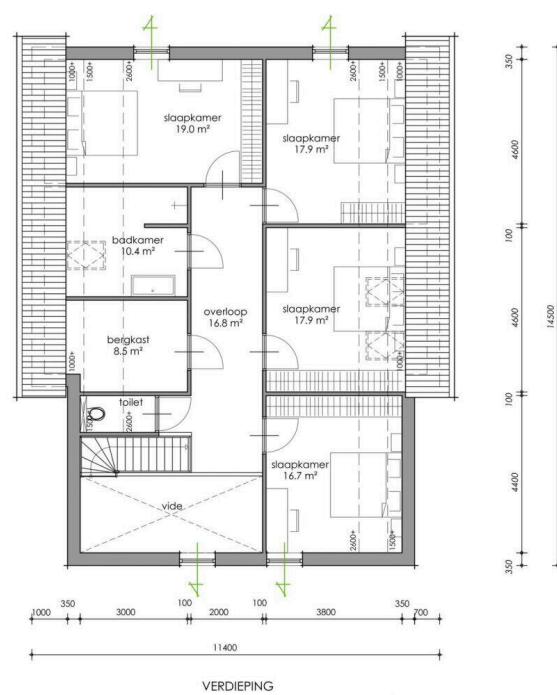 1000+
1500+
2600+
2600+
1500+
1000+
350
slaapkamer
19.0 m²
slaapkamer
17.9 m²
4600
100
badkamer
10.4 m²
slaapkamer
17.9 m²
overloop
16.8 m²
4600
14500
bergkast
8.5 m²
1000+
1000+
100
toilet
1500+
2600+
slaapkamer
16.7 m²
4400
vide
2600+
1500+
350
1000
350
3000
100
2000
100
3800
350
700
11400
VERDIEPING